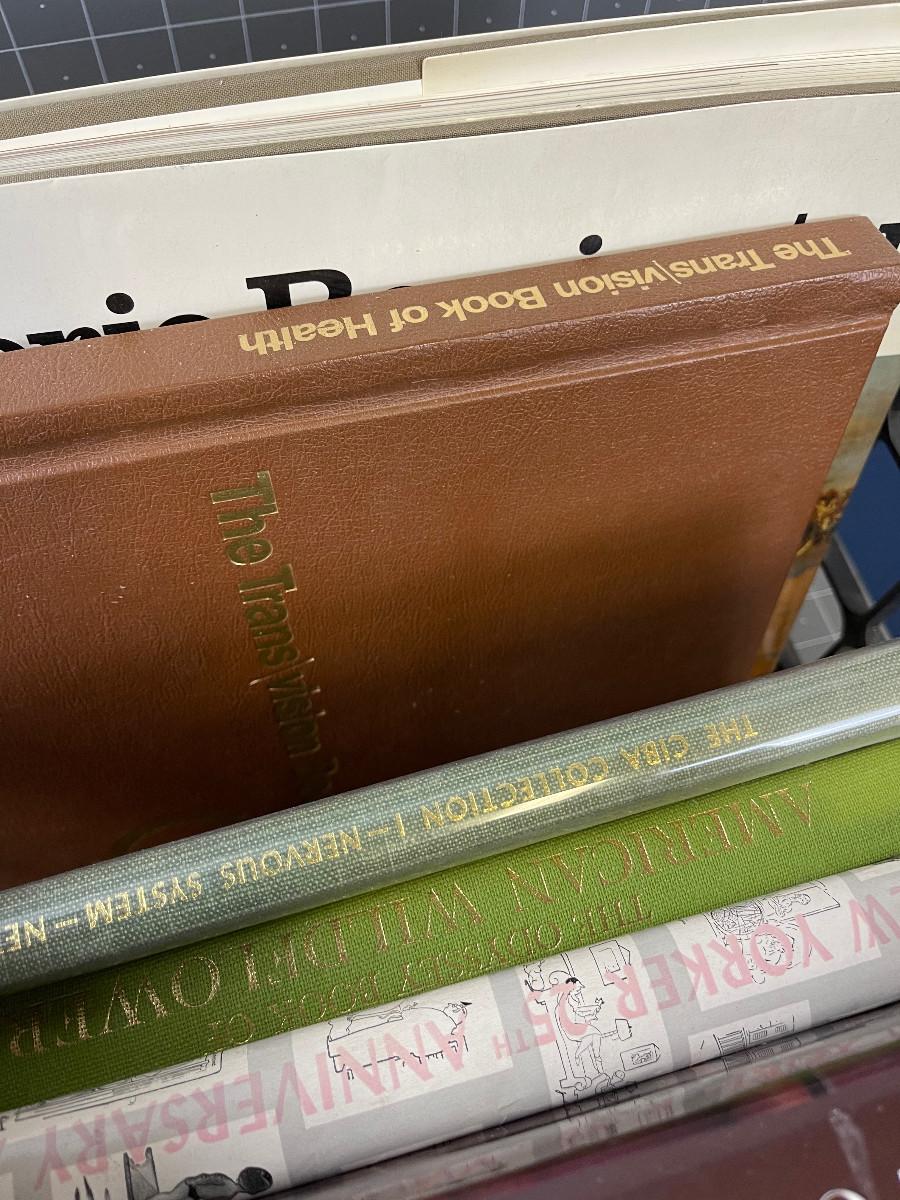 The Trans/vision Book of Health
The Trans/vision
THE CIBA COLLECTION I—NERVOUS SYSTEM—NE
THE ODYSSEY BOOK OF
AMERICAN WILDFLOWER
NEW YORKER 25TH ANNIVERSARY